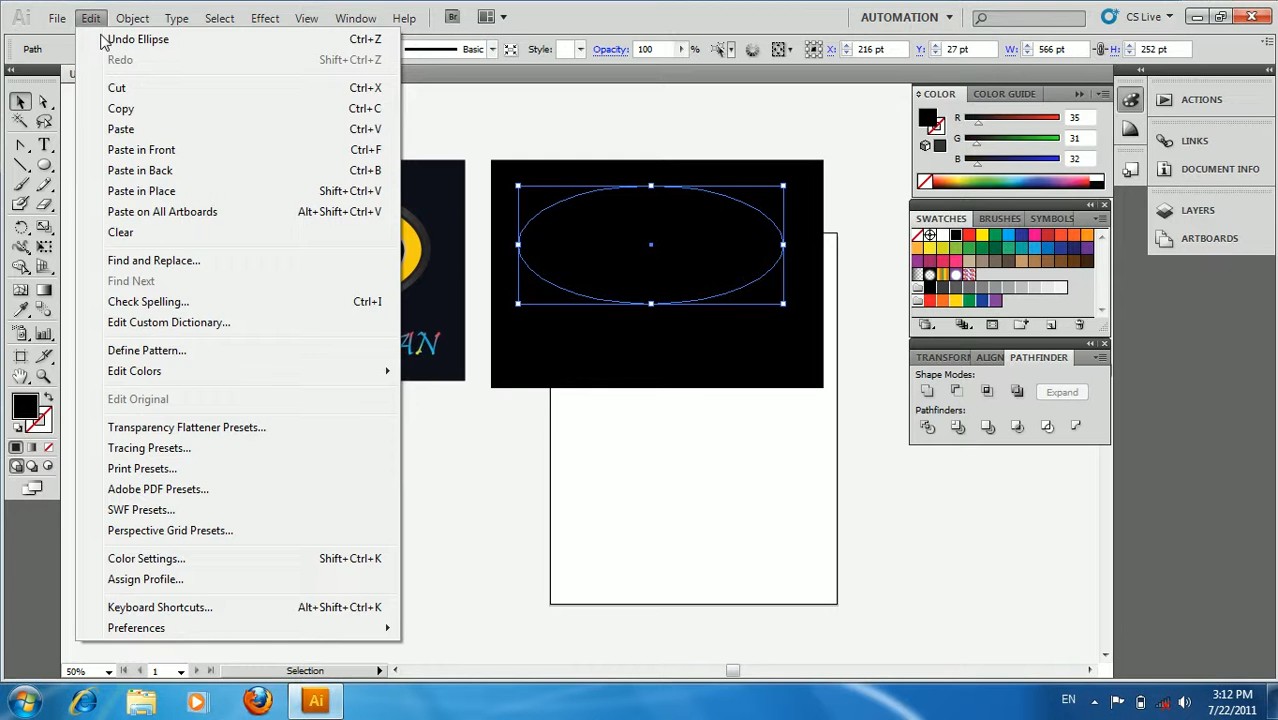 Ai File Edit Object Type Select Effect View Window Help Br AUTOMATION CS Live
Path Basic Style: Opacity: 100 X: 216 pt Y: 27 pt W: 566 pt H: 252 pt
Undo Ellipse Ctrl+Z
Redo Shift+Ctrl+Z
Cut Ctrl+X
Copy Ctrl+C
Paste Ctrl+V
Paste in Front Ctrl+F
Paste in Back Ctrl+B
Paste in Place Shift+Ctrl+V
Paste on All Artboards Alt+Shift+Ctrl+V
Clear
Find and Replace...
Find Next
Check Spelling... Ctrl+I
Edit Custom Dictionary...
Define Pattern...
Edit Colors
Edit Original
Transparency Flattener Presets...
Tracing Presets...
Print Presets...
Adobe PDF Presets...
SWF Presets...
Perspective Grid Presets...
Color Settings... Shift+Ctrl+K
Assign Profile...
Keyboard Shortcuts... Alt+Shift+Ctrl+K
Preferences
AN
COLOR COLOR GUIDE
R 35
G 31
B 32
SWATCHES BRUSHES SYMBOLS
TRANSFORM ALIGN PATHFINDER
Shape Modes:
Expand
Pathfinders:
ACTIONS
LINKS
DOCUMENT INFO
LAYERS
ARTBOARDS
50% 1 Selection
Ai EN 3:12 PM
7/22/2011